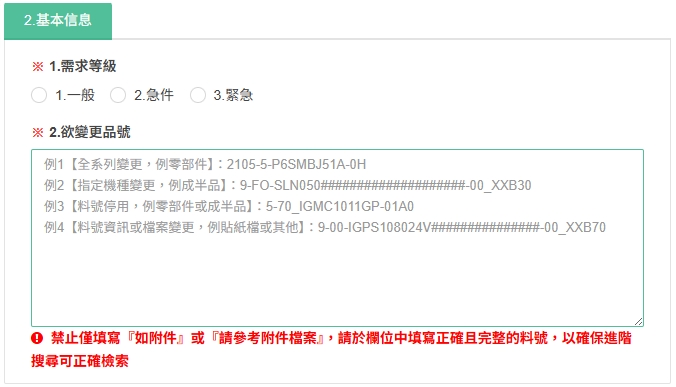 2.基本信息
※ 1.需求等級
1.一般 2.急件 3.緊急
※ 2.欲變更品號
例1【全系列變更，例零部件】：2105-5-P6SMBJ51A-0H
例2【指定機種變更，例成半品】：9-FO-SLN050####################-00_XXB30
例3【料號停用，例零部件或成半品】：5-70_IGMC1011GP-01A0
例4【料號資訊或檔案變更，例貼紙檔或其他】：9-00-IGPS108024V###############-00_XXB70
禁止僅填寫『如附件』或『請參考附件檔案』，請於欄位中填寫正確且完整的料號，以確保進階
搜尋可正確檢索